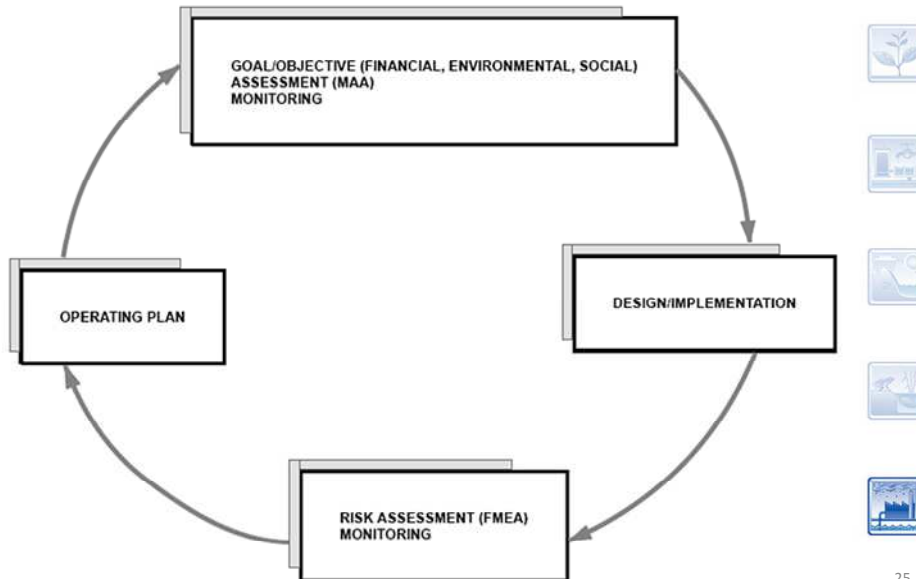 GOAL/OBJECTIVE (FINANCIAL, ENVIRONMENTAL, SOCIAL)
ASSESSMENT (MAA)
MONITORING
OPERATING PLAN
DESIGN/IMPLEMENTATION
RISK ASSESSMENT (FMEA)
MONITORING
25